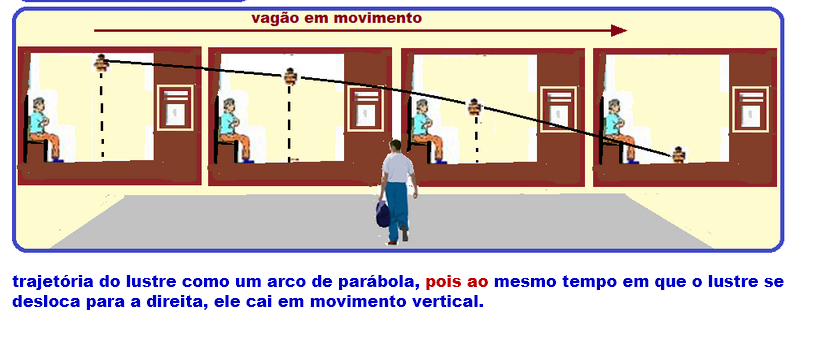 vagão em movimento
trajetória do lustre como um arco de parábola, pois ao mesmo tempo em que o lustre se
desloca para a direita, ele cai em movimento vertical.